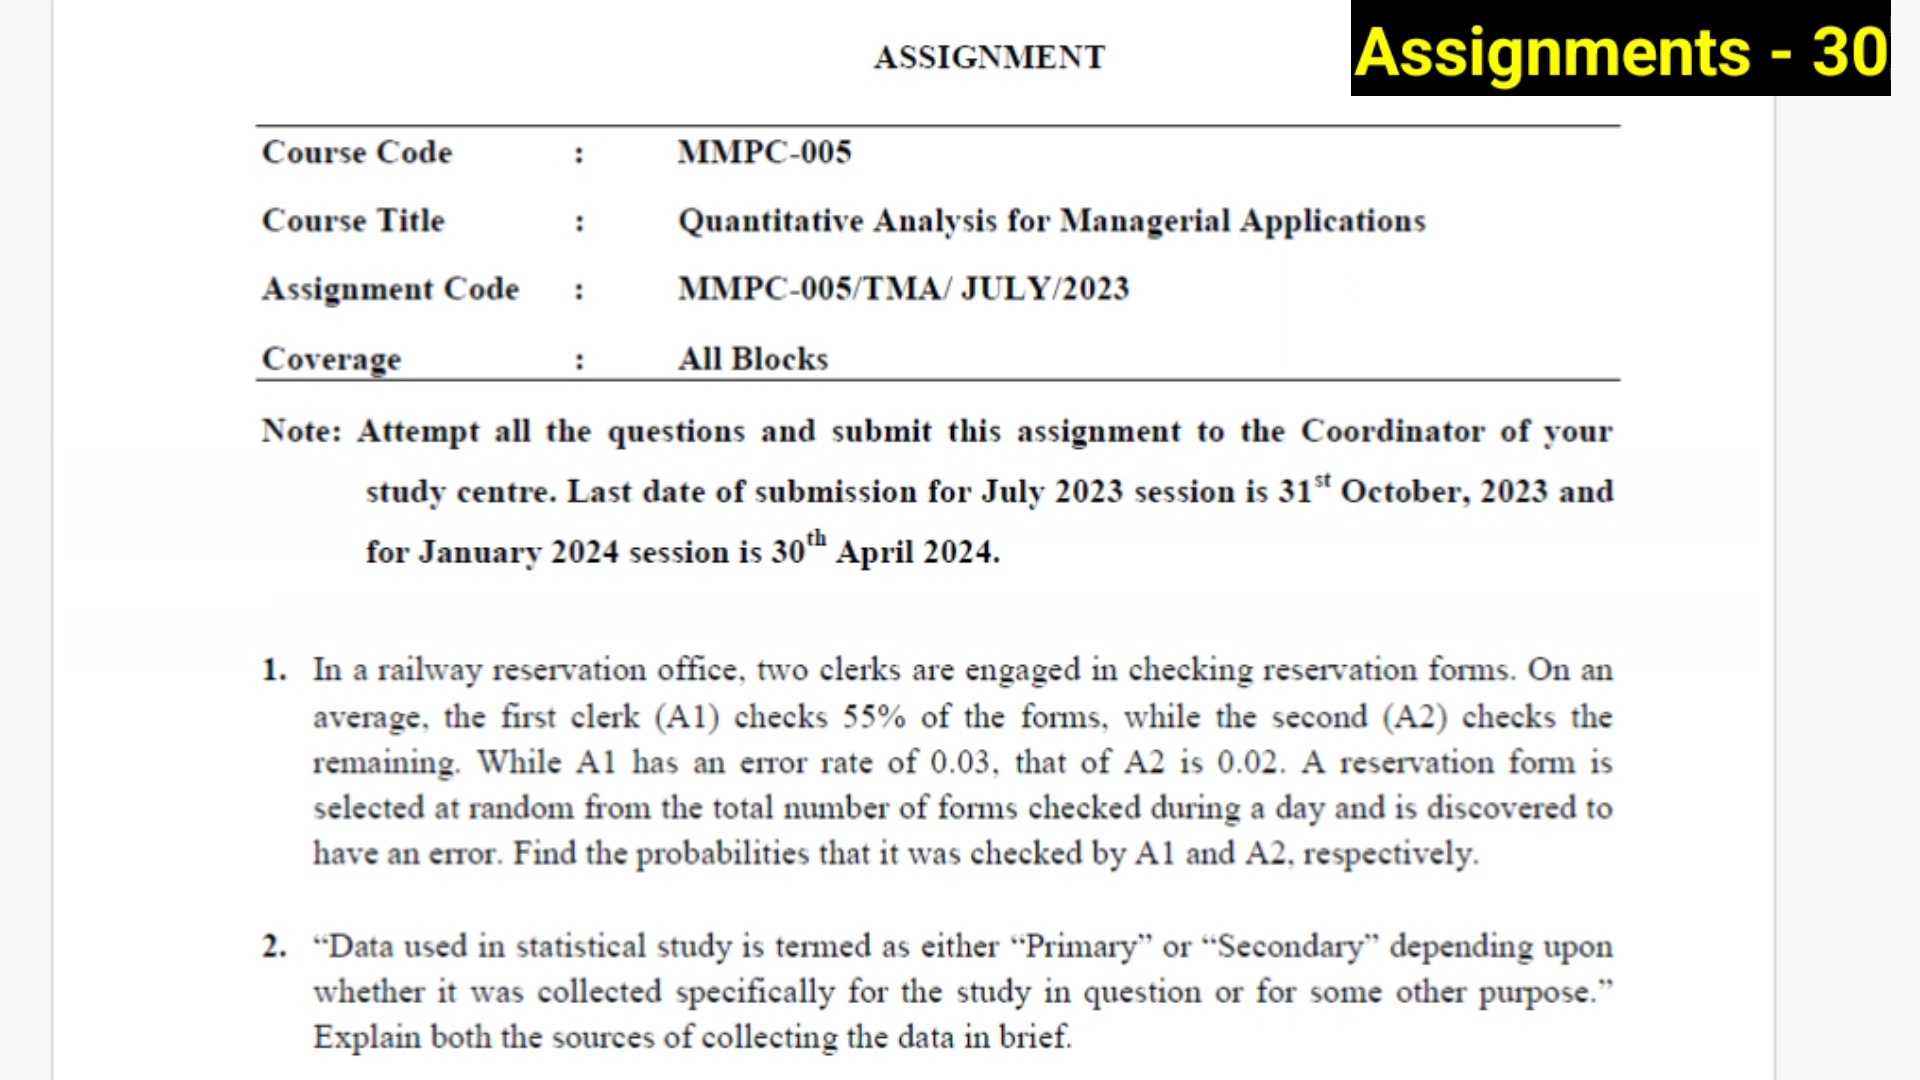 ASSIGNMENT
Assignments - 30
Course Code : MMPC-005
Course Title : Quantitative Analysis for Managerial Applications
Assignment Code : MMPC-005/TMA/ JULY/2023
Coverage : All Blocks
Note: Attempt all the questions and submit this assignment to the Coordinator of your
study centre. Last date of submission for July 2023 session is 31st October, 2023 and
for January 2024 session is 30th April 2024.
1. In a railway reservation office, two clerks are engaged in checking reservation forms. On an
average, the first clerk (A1) checks 55% of the forms, while the second (A2) checks the
remaining. While A1 has an error rate of 0.03, that of A2 is 0.02. A reservation form is
selected at random from the total number of forms checked during a day and is discovered to
have an error. Find the probabilities that it was checked by A1 and A2, respectively.
2. “Data used in statistical study is termed as either “Primary” or “Secondary” depending upon
whether it was collected specifically for the study in question or for some other purpose.”
Explain both the sources of collecting the data in brief.